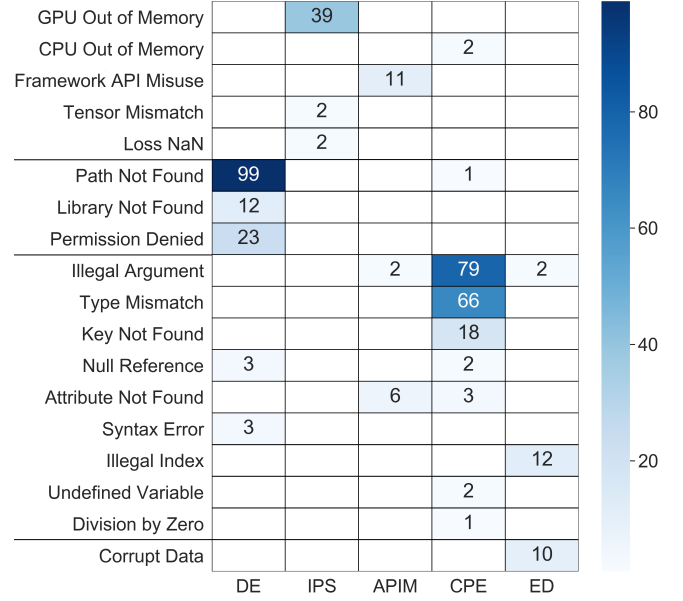 GPU Out of Memory 39
CPU Out of Memory 2
Framework API Misuse 11
Tensor Mismatch 2
Loss NaN 2
Path Not Found 99 1
Library Not Found 12
Permission Denied 23
Illegal Argument 2 79 2
Type Mismatch 66
Key Not Found 18
Null Reference 3 2
Attribute Not Found 6 3
Syntax Error 3
Illegal Index 12
Undefined Variable 2
Division by Zero 1
Corrupt Data 10
DE IPS APIM CPE ED
80
60
40
20